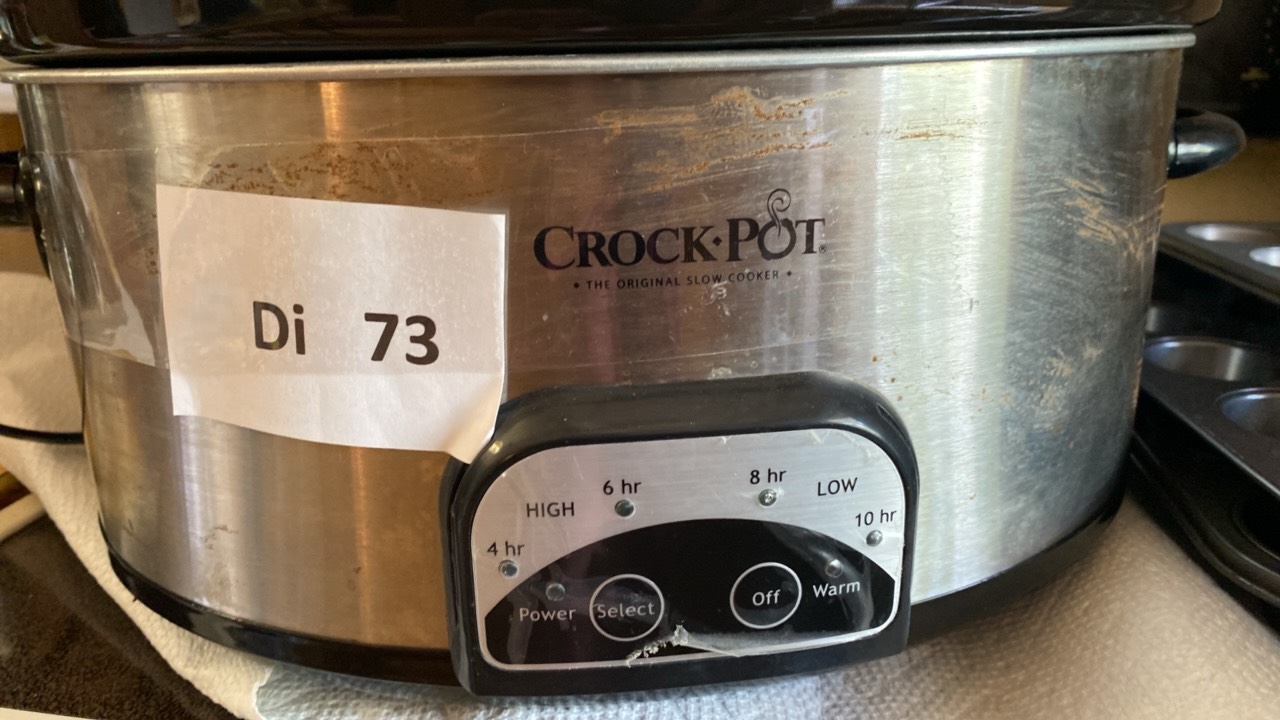 CROCK·POT®
• THE ORIGINAL SLOW COOKER •
Di 73
6 hr 8 hr
HIGH LOW
4 hr 10 hr
Power Select Off Warm